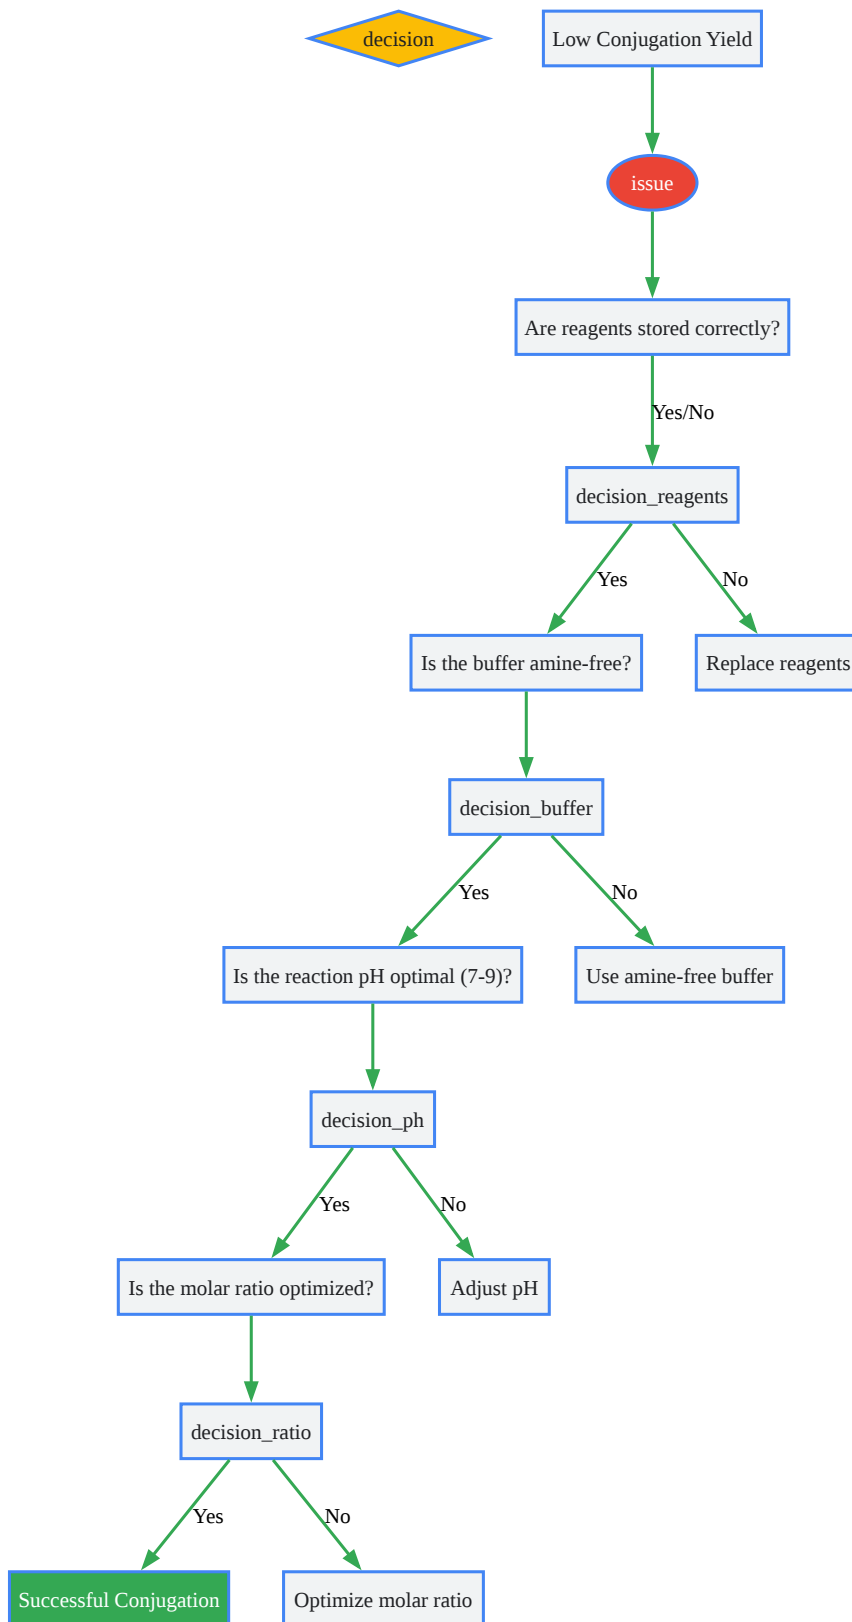 decision
Low Conjugation Yield
issue
Are reagents stored correctly?
Yes/No
decision_reagents
Yes
No
Is the buffer amine-free?
Replace reagents
decision_buffer
Yes
No
Is the reaction pH optimal (7-9)?
Use amine-free buffer
decision_ph
Yes
No
Is the molar ratio optimized?
Adjust pH
decision_ratio
Yes
No
Successful Conjugation
Optimize molar ratio